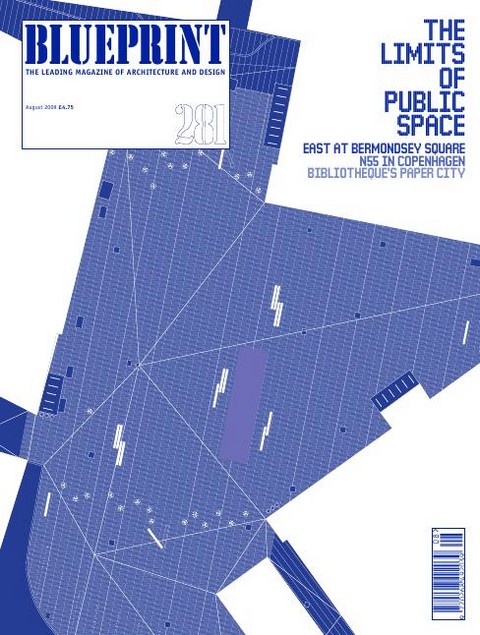 BLUEPRINT
THE LEADING MAGAZINE OF ARCHITECTURE AND DESIGN
August 2009 £4.75
281
THE
LIMITS
OF
PUBLIC
SPACE
EAST AT BERMONDSEY SQUARE
N55 IN COPENHAGEN
BIBLIOTHEQUE'S PAPER CITY